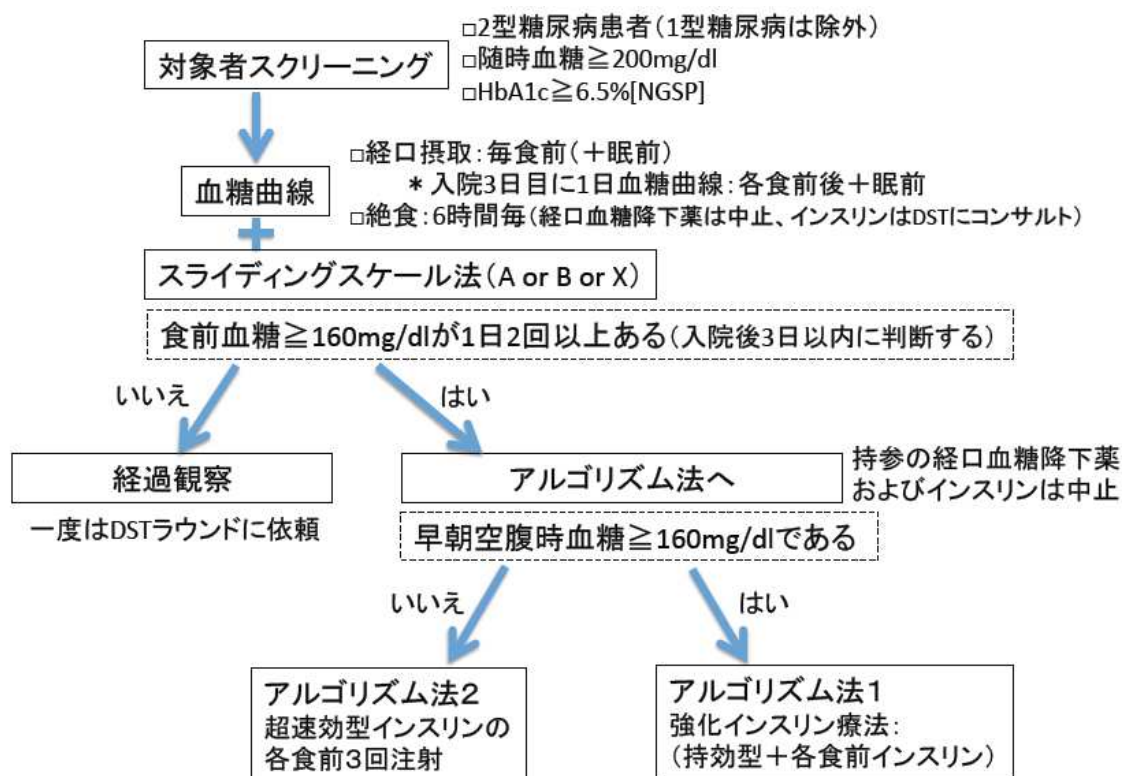 対象者スクリーニング
□2型糖尿病患者(1型糖尿病は除外)
□随時血糖≧200mg/dl
□HbA1c≧6.5%[NGSP]
血糖曲線
□経口摂取:毎食前(+眠前)
*入院3日目に1日血糖曲線:各食前後+眠前
□絶食:6時間毎(経口血糖降下薬は中止、インスリンはDSTにコンサルト)
スライディングスケール法(A or B or X)
食前血糖≧160mg/dlが1日2回以上ある(入院後3日以内に判断する)
いいえ
はい
経過観察
一度はDSTラウンドに依頼
アルゴリズム法へ
持参の経口血糖降下薬
およびインスリンは中止
早朝空腹時血糖≧160mg/dlである
いいえ
はい
アルゴリズム法2
超速効型インスリンの
各食前3回注射
アルゴリズム法1
強化インスリン療法:
(持効型+各食前インスリン)